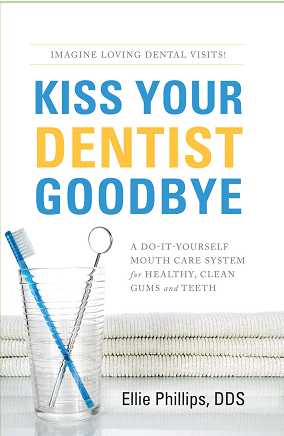 IMAGINE LOVING DENTAL VISITS!
KISS YOUR
DENTIST
GOODBYE
A DO-IT-YOURSELF
MOUTH CARE SYSTEM
for HEALTHY, CLEAN
GUMS and TEETH
Ellie Phillips, DDS